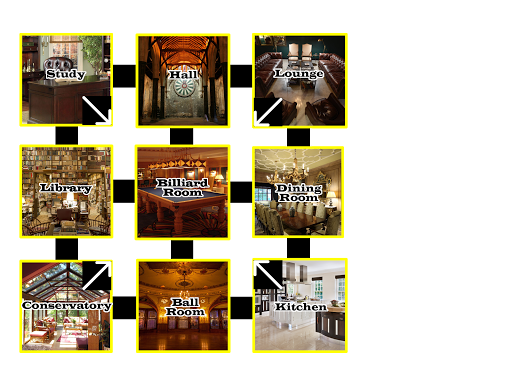 Study
Hall
Lounge
Library
Billiard
Room
Dining
Room
Conservatory
Ball
Room
Kitchen